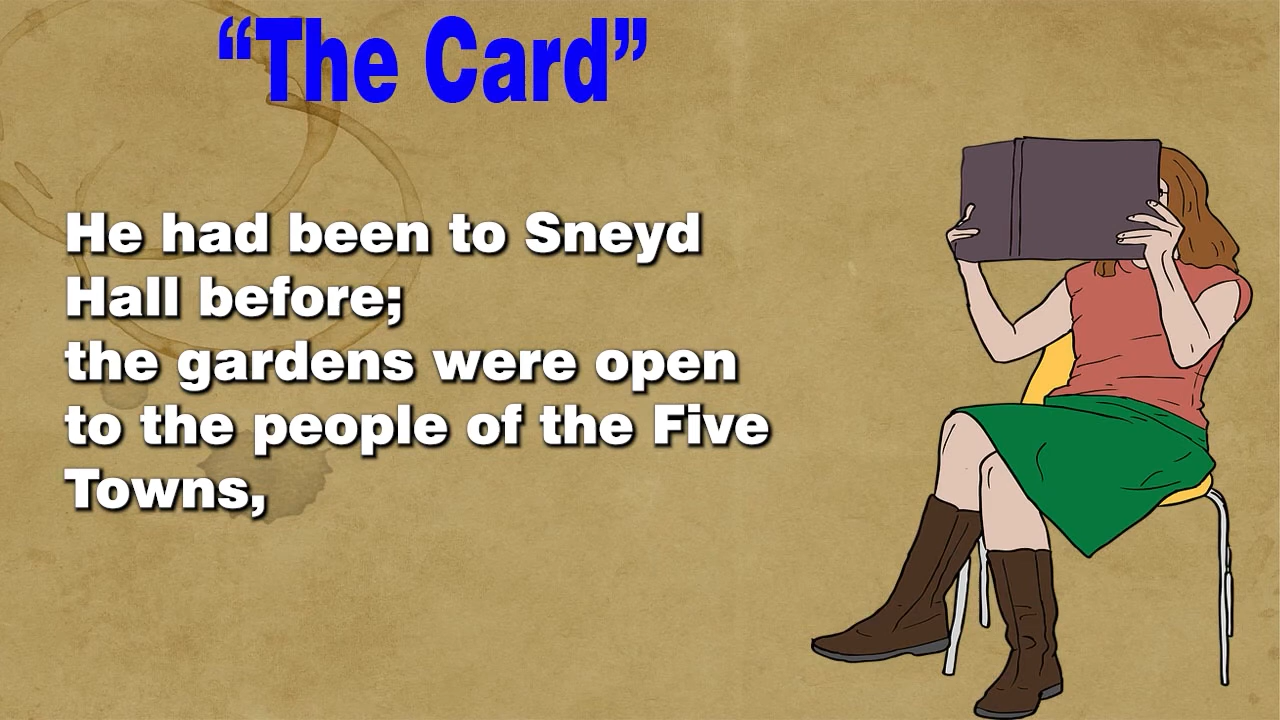 “The Card”
He had been to Sneyd
Hall before;
the gardens were open
to the people of the Five
Towns,